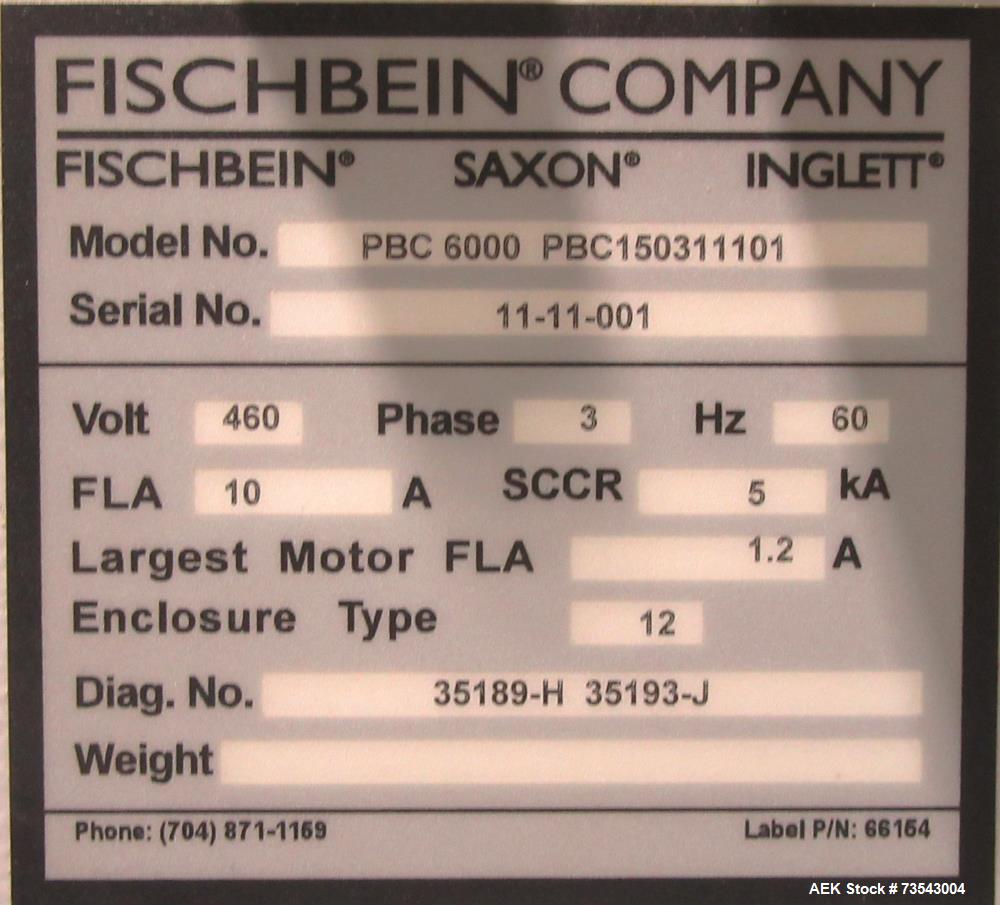 FISCHBEIN® COMPANY
FISCHBEIN® SAXON® INGLETT®
Model No. PBC 6000 PBC150311101
Serial No. 11-11-001
Volt 460 Phase 3 Hz 60
FLA 10 A SCCR 5 kA
Largest Motor FLA 1.2 A
Enclosure Type 12
Diag. No. 35189-H 35193-J
Weight
Phone: (704) 871-1159 Label P/N: 66154
AEK Stock # 73543004